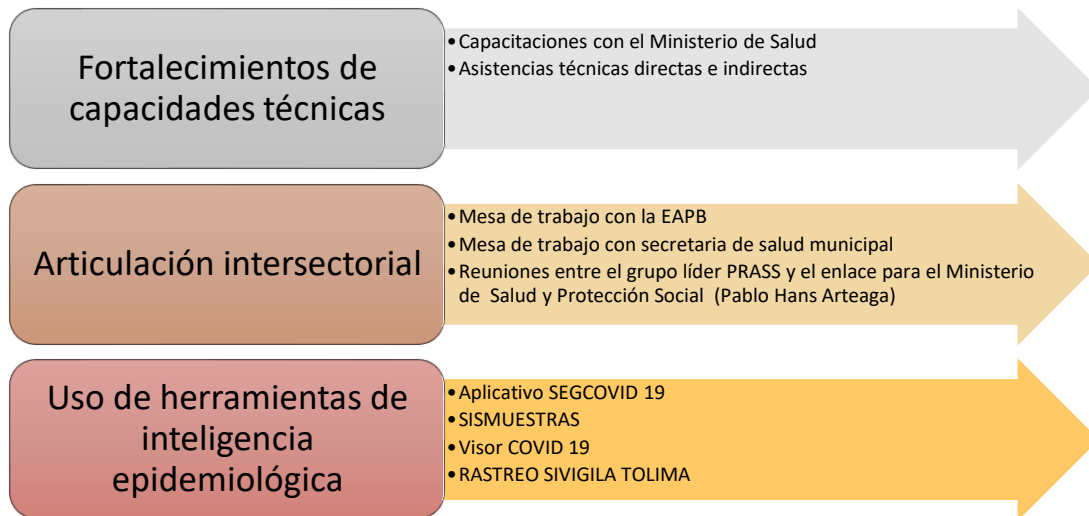 Fortalecimientos de
capacidades técnicas
•Capacitaciones con el Ministerio de Salud
•Asistencias técnicas directas e indirectas
Articulación intersectorial
•Mesa de trabajo con la EAPB
•Mesa de trabajo con secretaria de salud municipal
•Reuniones entre el grupo líder PRASS y el enlace para el Ministerio
de Salud y Protección Social (Pablo Hans Arteaga)
Uso de herramientas de
inteligencia
epidemiológica
•Aplicativo SEGCOVID 19
•SISMUESTRAS
•Visor COVID 19
•RASTREO SIVIGILA TOLIMA